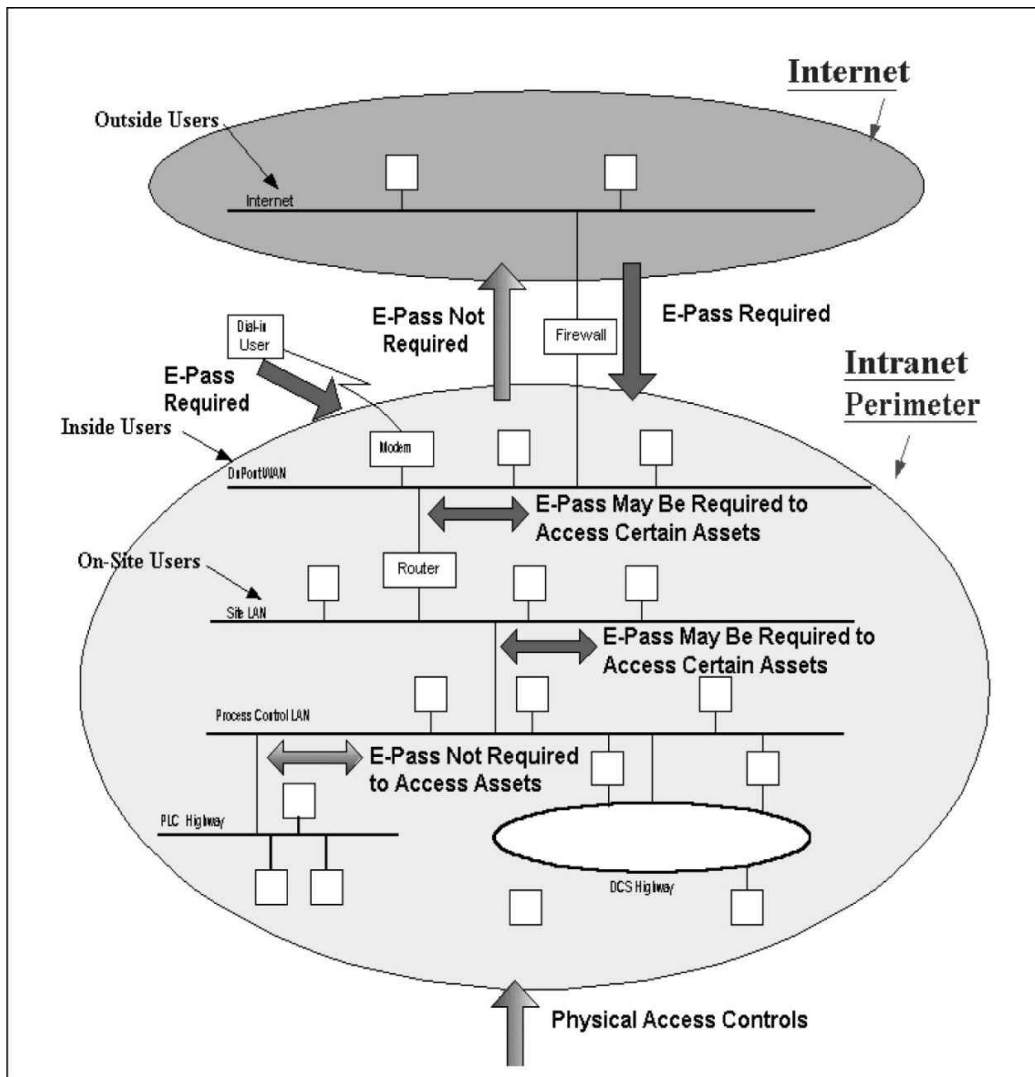 Internet
Outside Users
Internet
E-Pass Not
Required
E-Pass Required
Dial-in
User
Firewall
E-Pass
Required
Intranet
Perimeter
Inside Users
Modem
DuPont WAN
E-Pass May Be Required to
Access Certain Assets
On-Site Users
Router
Site LAN
E-Pass May Be Required to
Access Certain Assets
Process Control LAN
E-Pass Not Required
to Access Assets
PLC Highway
DCS Highway
Physical Access Controls